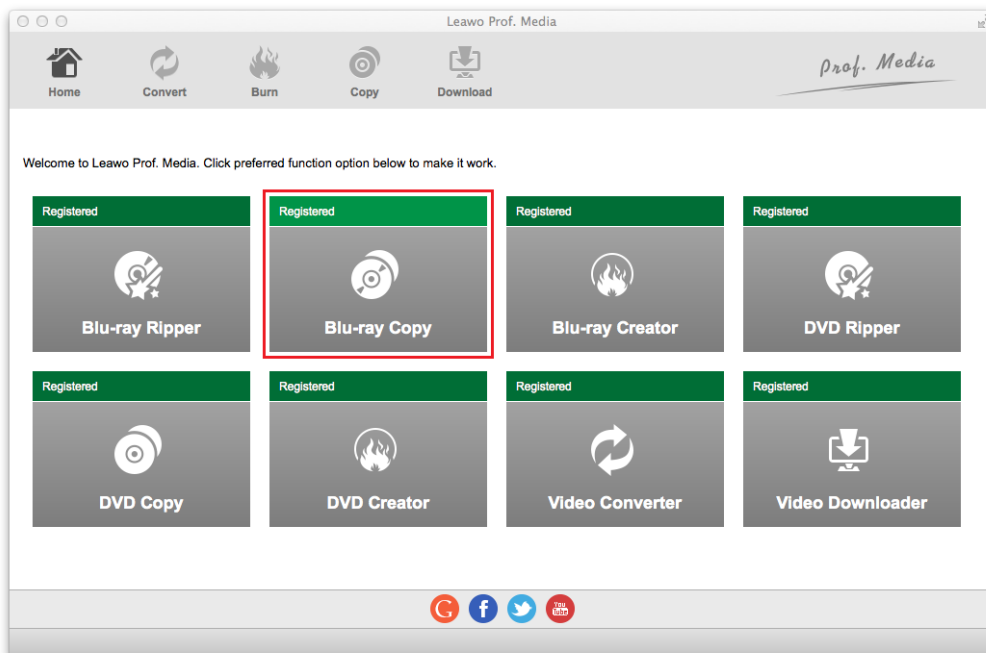 Leawo Prof. Media
Home Convert Burn Copy Download
Prof. Media
Welcome to Leawo Prof. Media. Click preferred function option below to make it work.
Registered Registered Registered Registered
Blu-ray Ripper Blu-ray Copy Blu-ray Creator DVD Ripper
Registered Registered Registered Registered
DVD Copy DVD Creator Video Converter Video Downloader
G f You
Tube